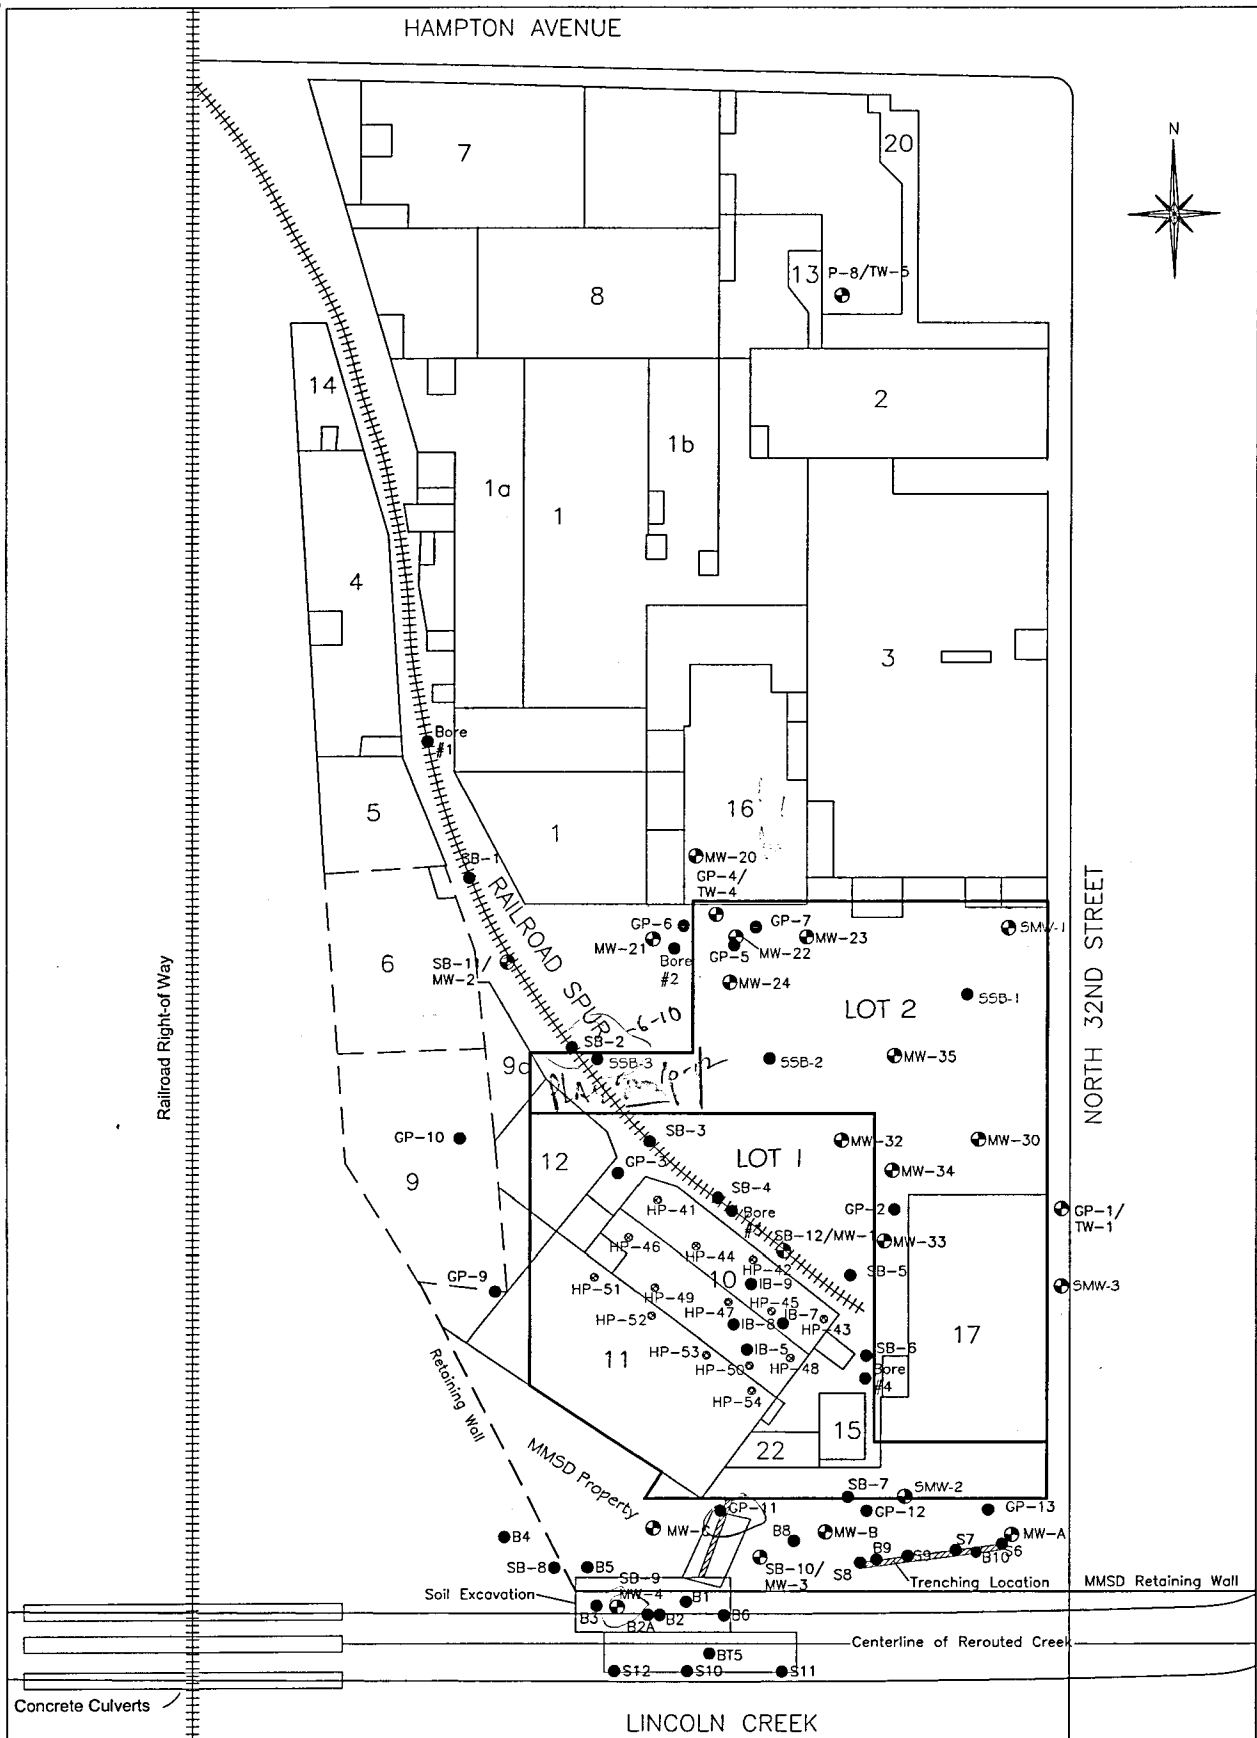 HAMPTON AVENUE
N
7
20
8
13
P-8/TW-5
14
2
1b
1a
1
4
3
Bore
#1
5
16
1
SB-1
MW-20
GP-4/
TW-4
RAILROAD SPUR
GP-6
GP-7
SMW-1
MW-21
MW-23
GP-5
MW-22
Bore
#2
6
SB-11/
MW-2
MW-24
LOT 2
SSB-1
NORTH 32ND STREET
Railroad Right-of Way
-6-10
SB-2
SSB-3
10-12
SSB-2
MW-35
9a
GP-10
SB-3
MW-32
MW-30
12
LOT 1
GP-3
MW-34
9
SB-4
HP-41
Bore
GP-2
GP-1/
TW-1
HP-46
HP-44
SB-12/MW-1
MW-33
HP-42
GP-9
HP-51
10
IB-9
SB-5
SMW-3
HP-49
HP-47
HP-45
HP-52
IB-8
IB-7
HP-43
17
11
HP-53
IB-5
SB-6
HP-50
HP-48
Bore
#4
HP-54
Retaining Wall
15
22
MMSD Property
SB-7
SMW-2
GP-11
GP-12
GP-13
B4
MW-C
B8
MW-B
MW-A
S7
S6
B9
S9
B10
SB-8
B5
SB-10/
MW-3
S8
Trenching Location
MMSD Retaining Wall
SB-9
MW-4
Soil Excavation
B1
B3
B2A
B2
B6
Centerline of Rerouted Creek
BT5
S12
S10
S11
Concrete Culverts
LINCOLN CREEK